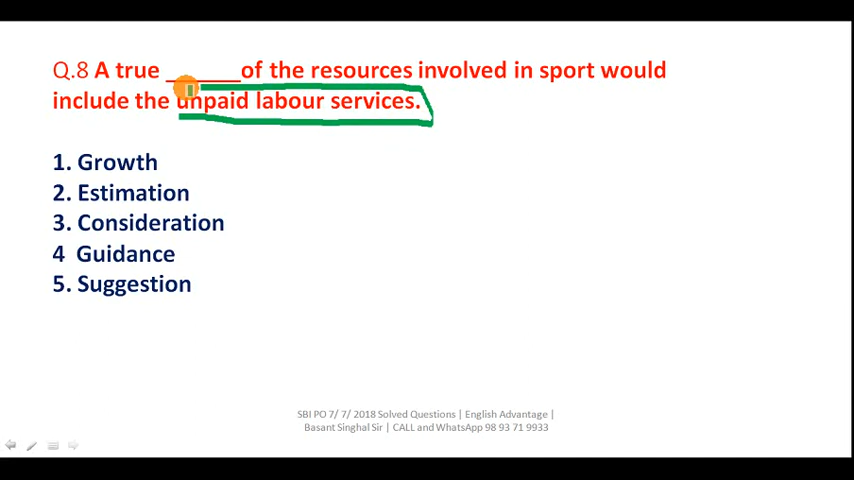 Q.8 A true ______of the resources involved in sport would
include the unpaid labour services.
1. Growth
2. Estimation
3. Consideration
4 Guidance
5. Suggestion
SBI PO 7/ 7/ 2018 Solved Questions | English Advantage |
Basant Singhal Sir | CALL and WhatsApp 98 93 71 9933